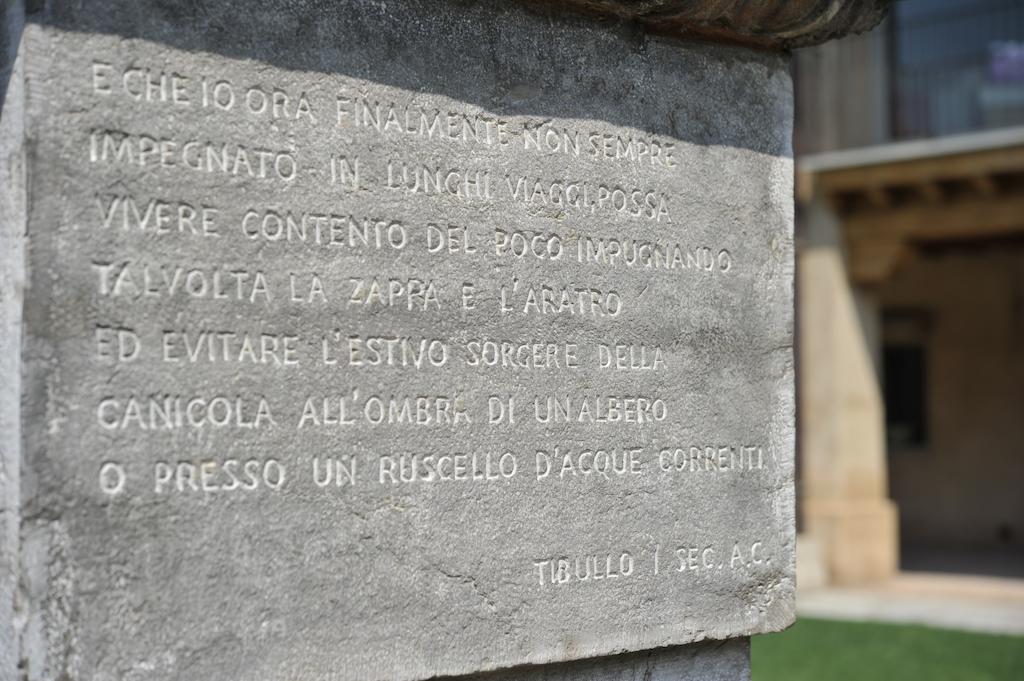 E CHE IO ORA FINALMENTE NON SEMPRE
IMPEGNATO IN LUNGHI VIAGGI, POSSA
VIVERE CONTENTO DEL POCO IMPUGNANDO
TALVOLTA LA ZAPPA E L'ARATRO
ED EVITARE L'ESTIVO SORGERE DELLA
CANICOLA ALL'OMBRA DI UN ALBERO
O PRESSO UN RUSCELLO D'ACQUE CORRENTI
TIBULLO I SEC. A.C.